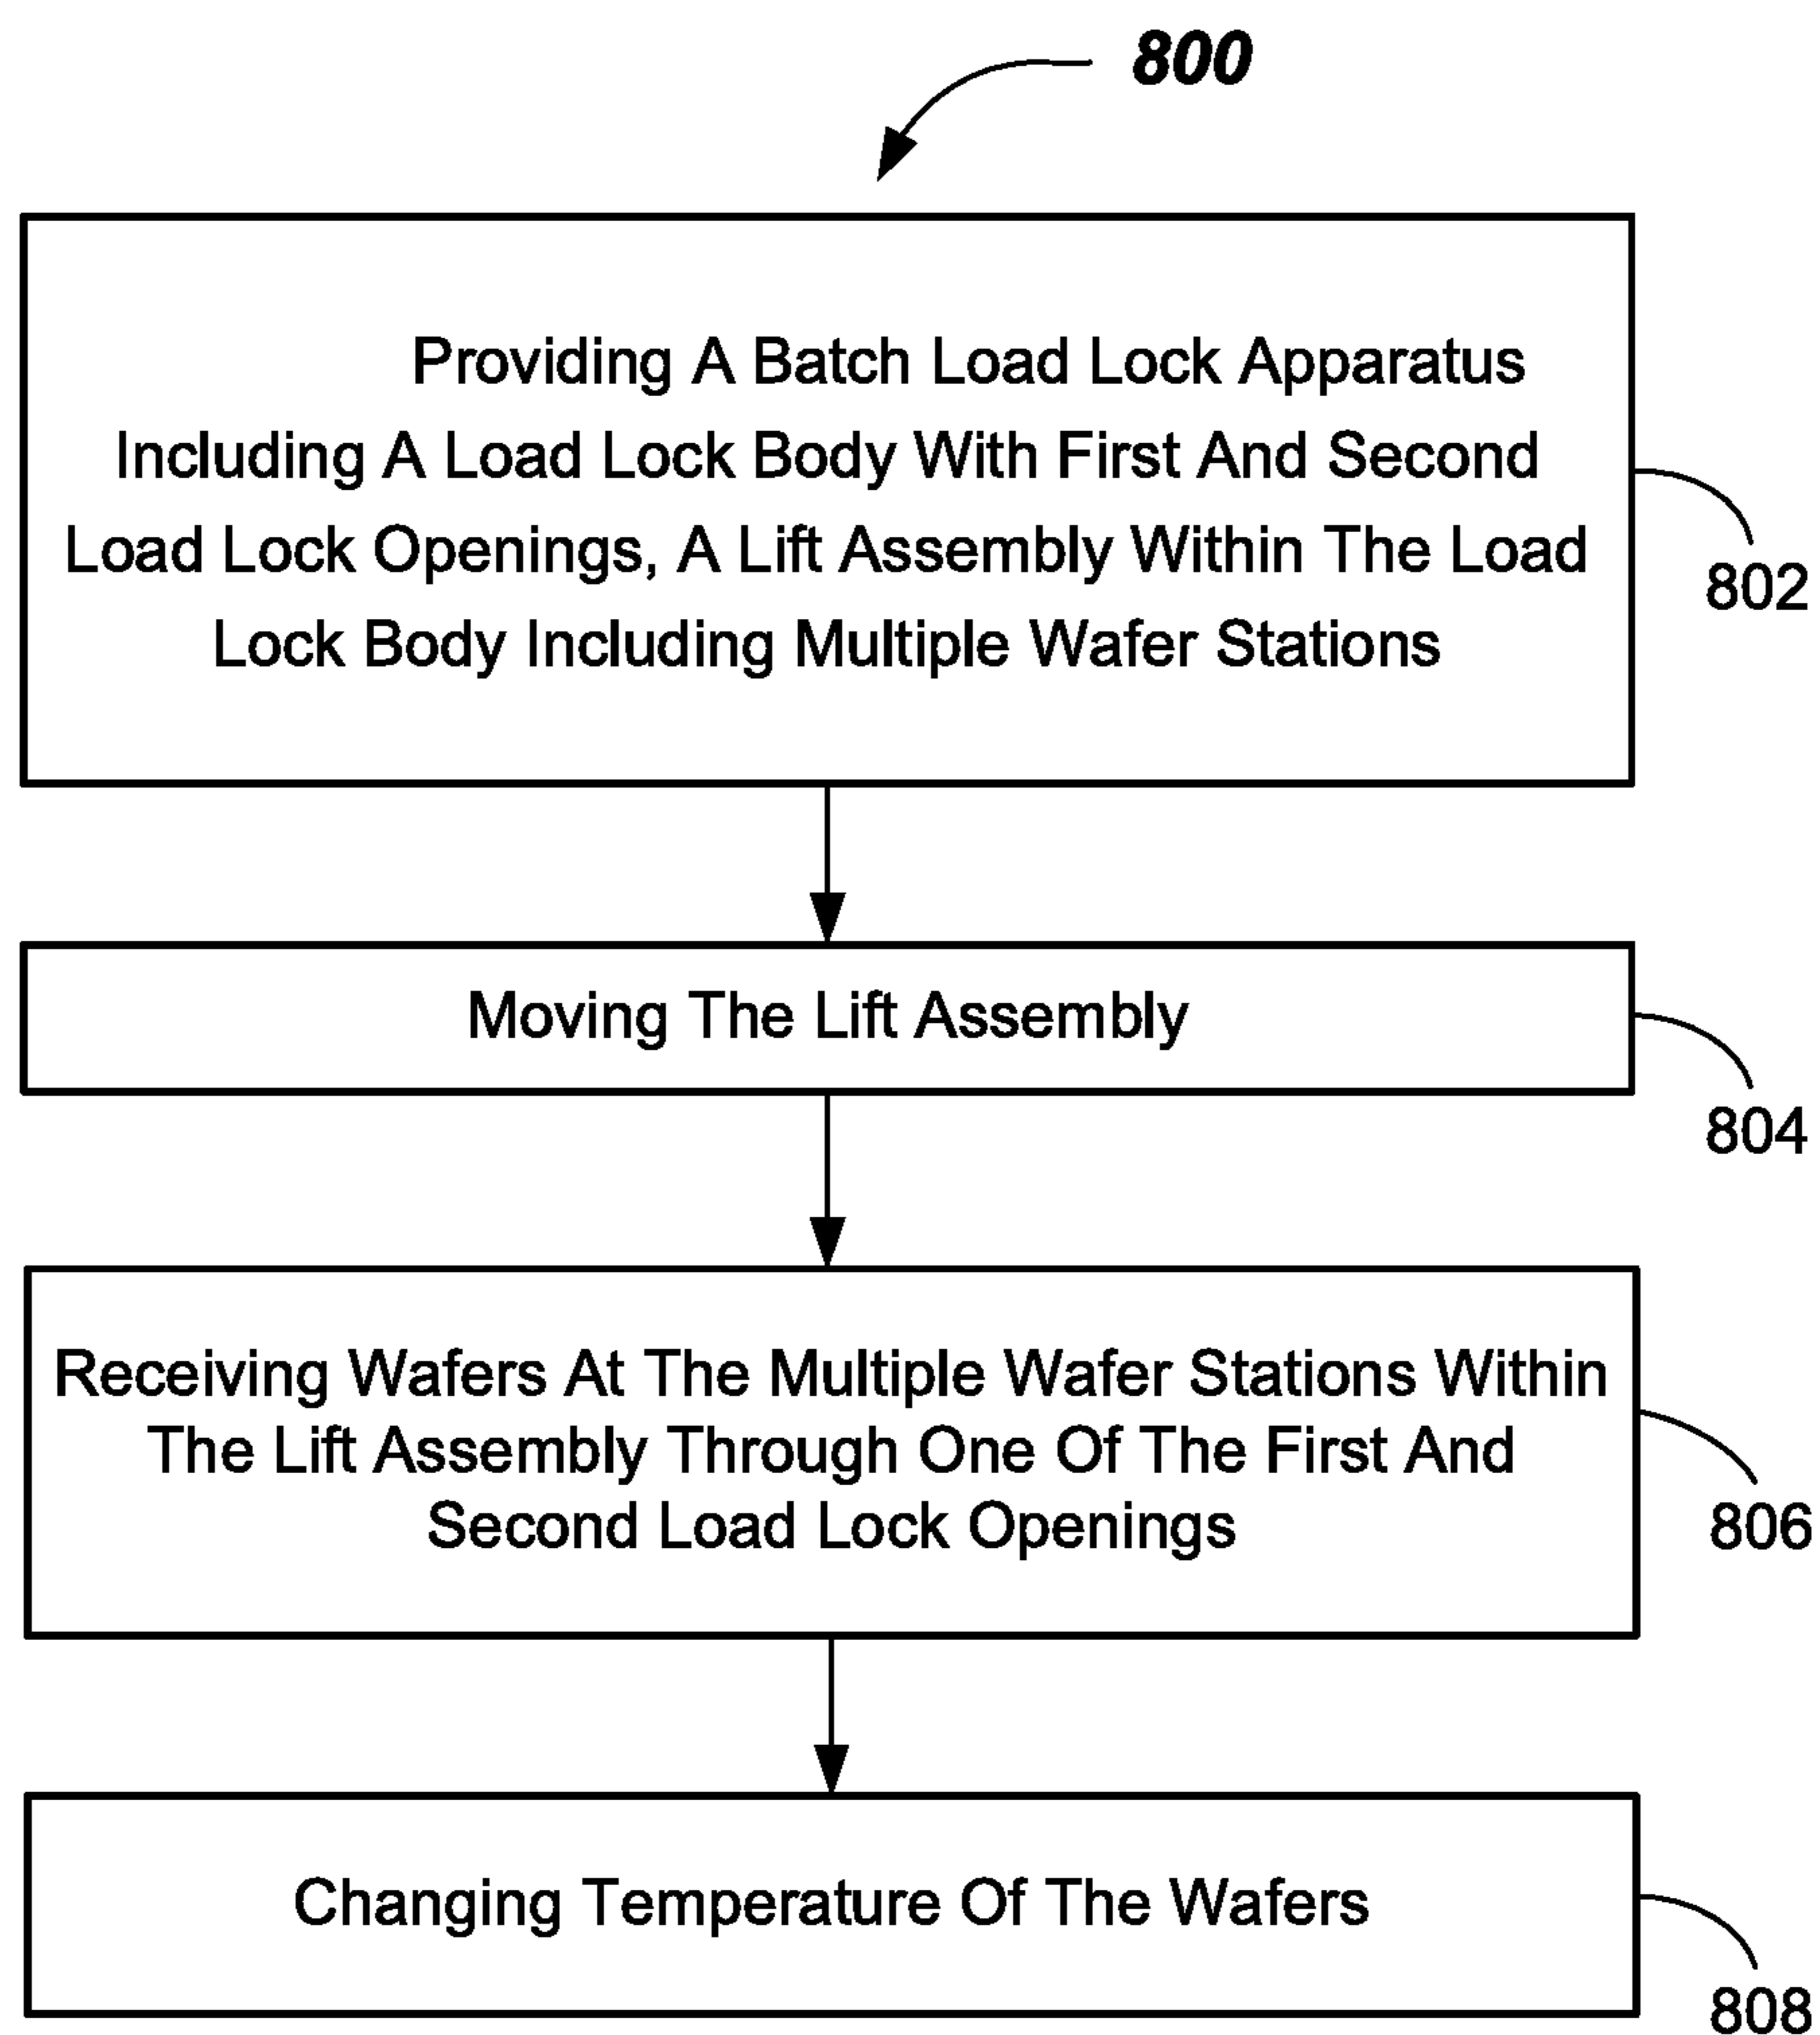 800
Providing A Batch Load Lock Apparatus
Including A Load Lock Body With First And Second
Load Lock Openings, A Lift Assembly Within The Load
Lock Body Including Multiple Wafer Stations
802
Moving The Lift Assembly
804
Receiving Wafers At The Multiple Wafer Stations Within
The Lift Assembly Through One Of The First And
Second Load Lock Openings
806
Changing Temperature Of The Wafers
808